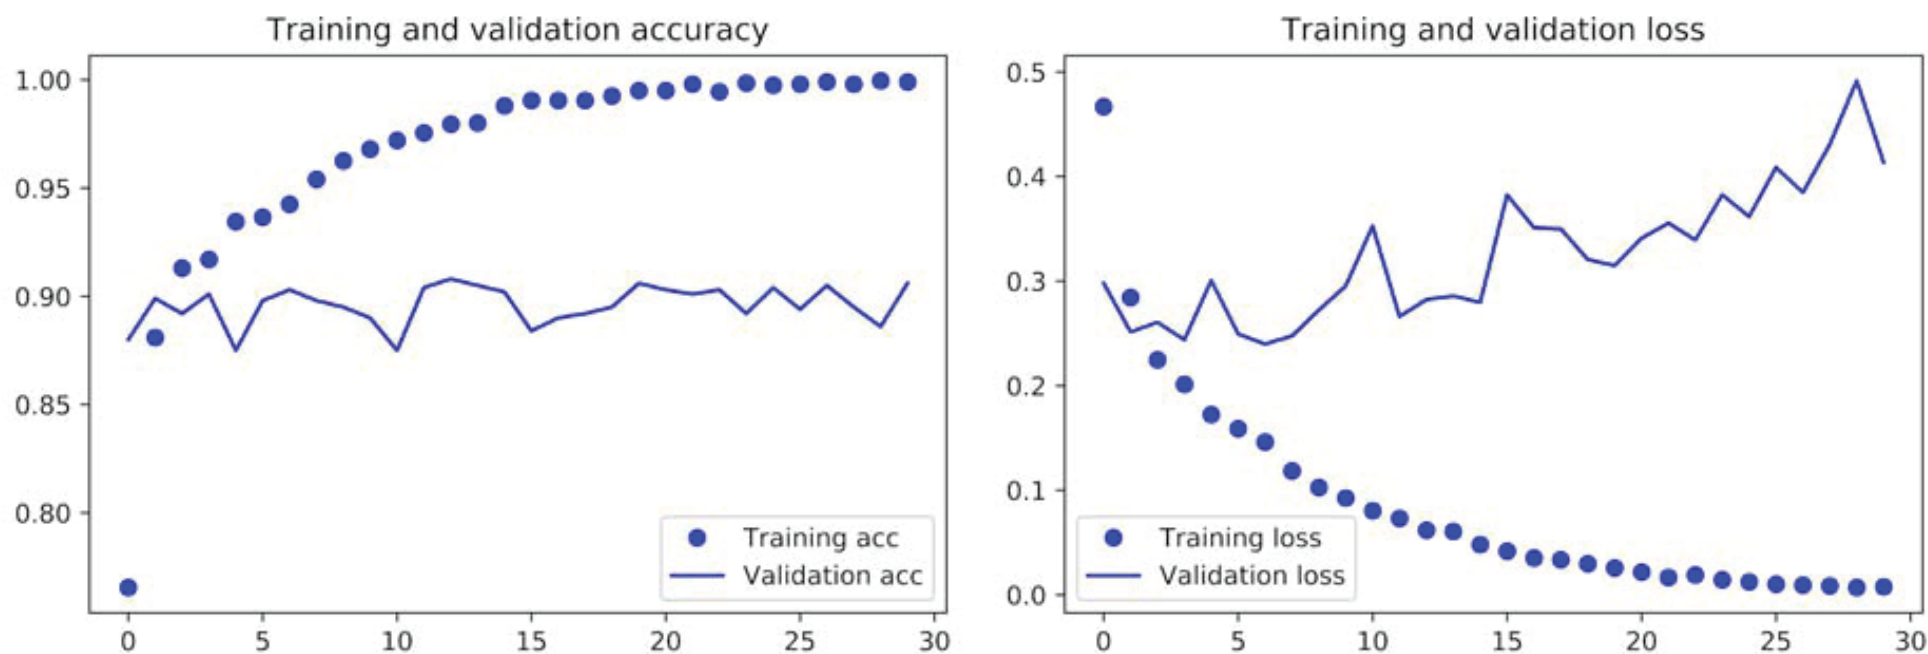 Training and validation accuracy
1.00
0.95
0.90
0.85
0.80
Training acc
Validation acc
0 5 10 15 20 25 30
Training and validation loss
0.5
0.4
0.3
0.2
0.1
0.0
Training loss
Validation loss
0 5 10 15 20 25 30